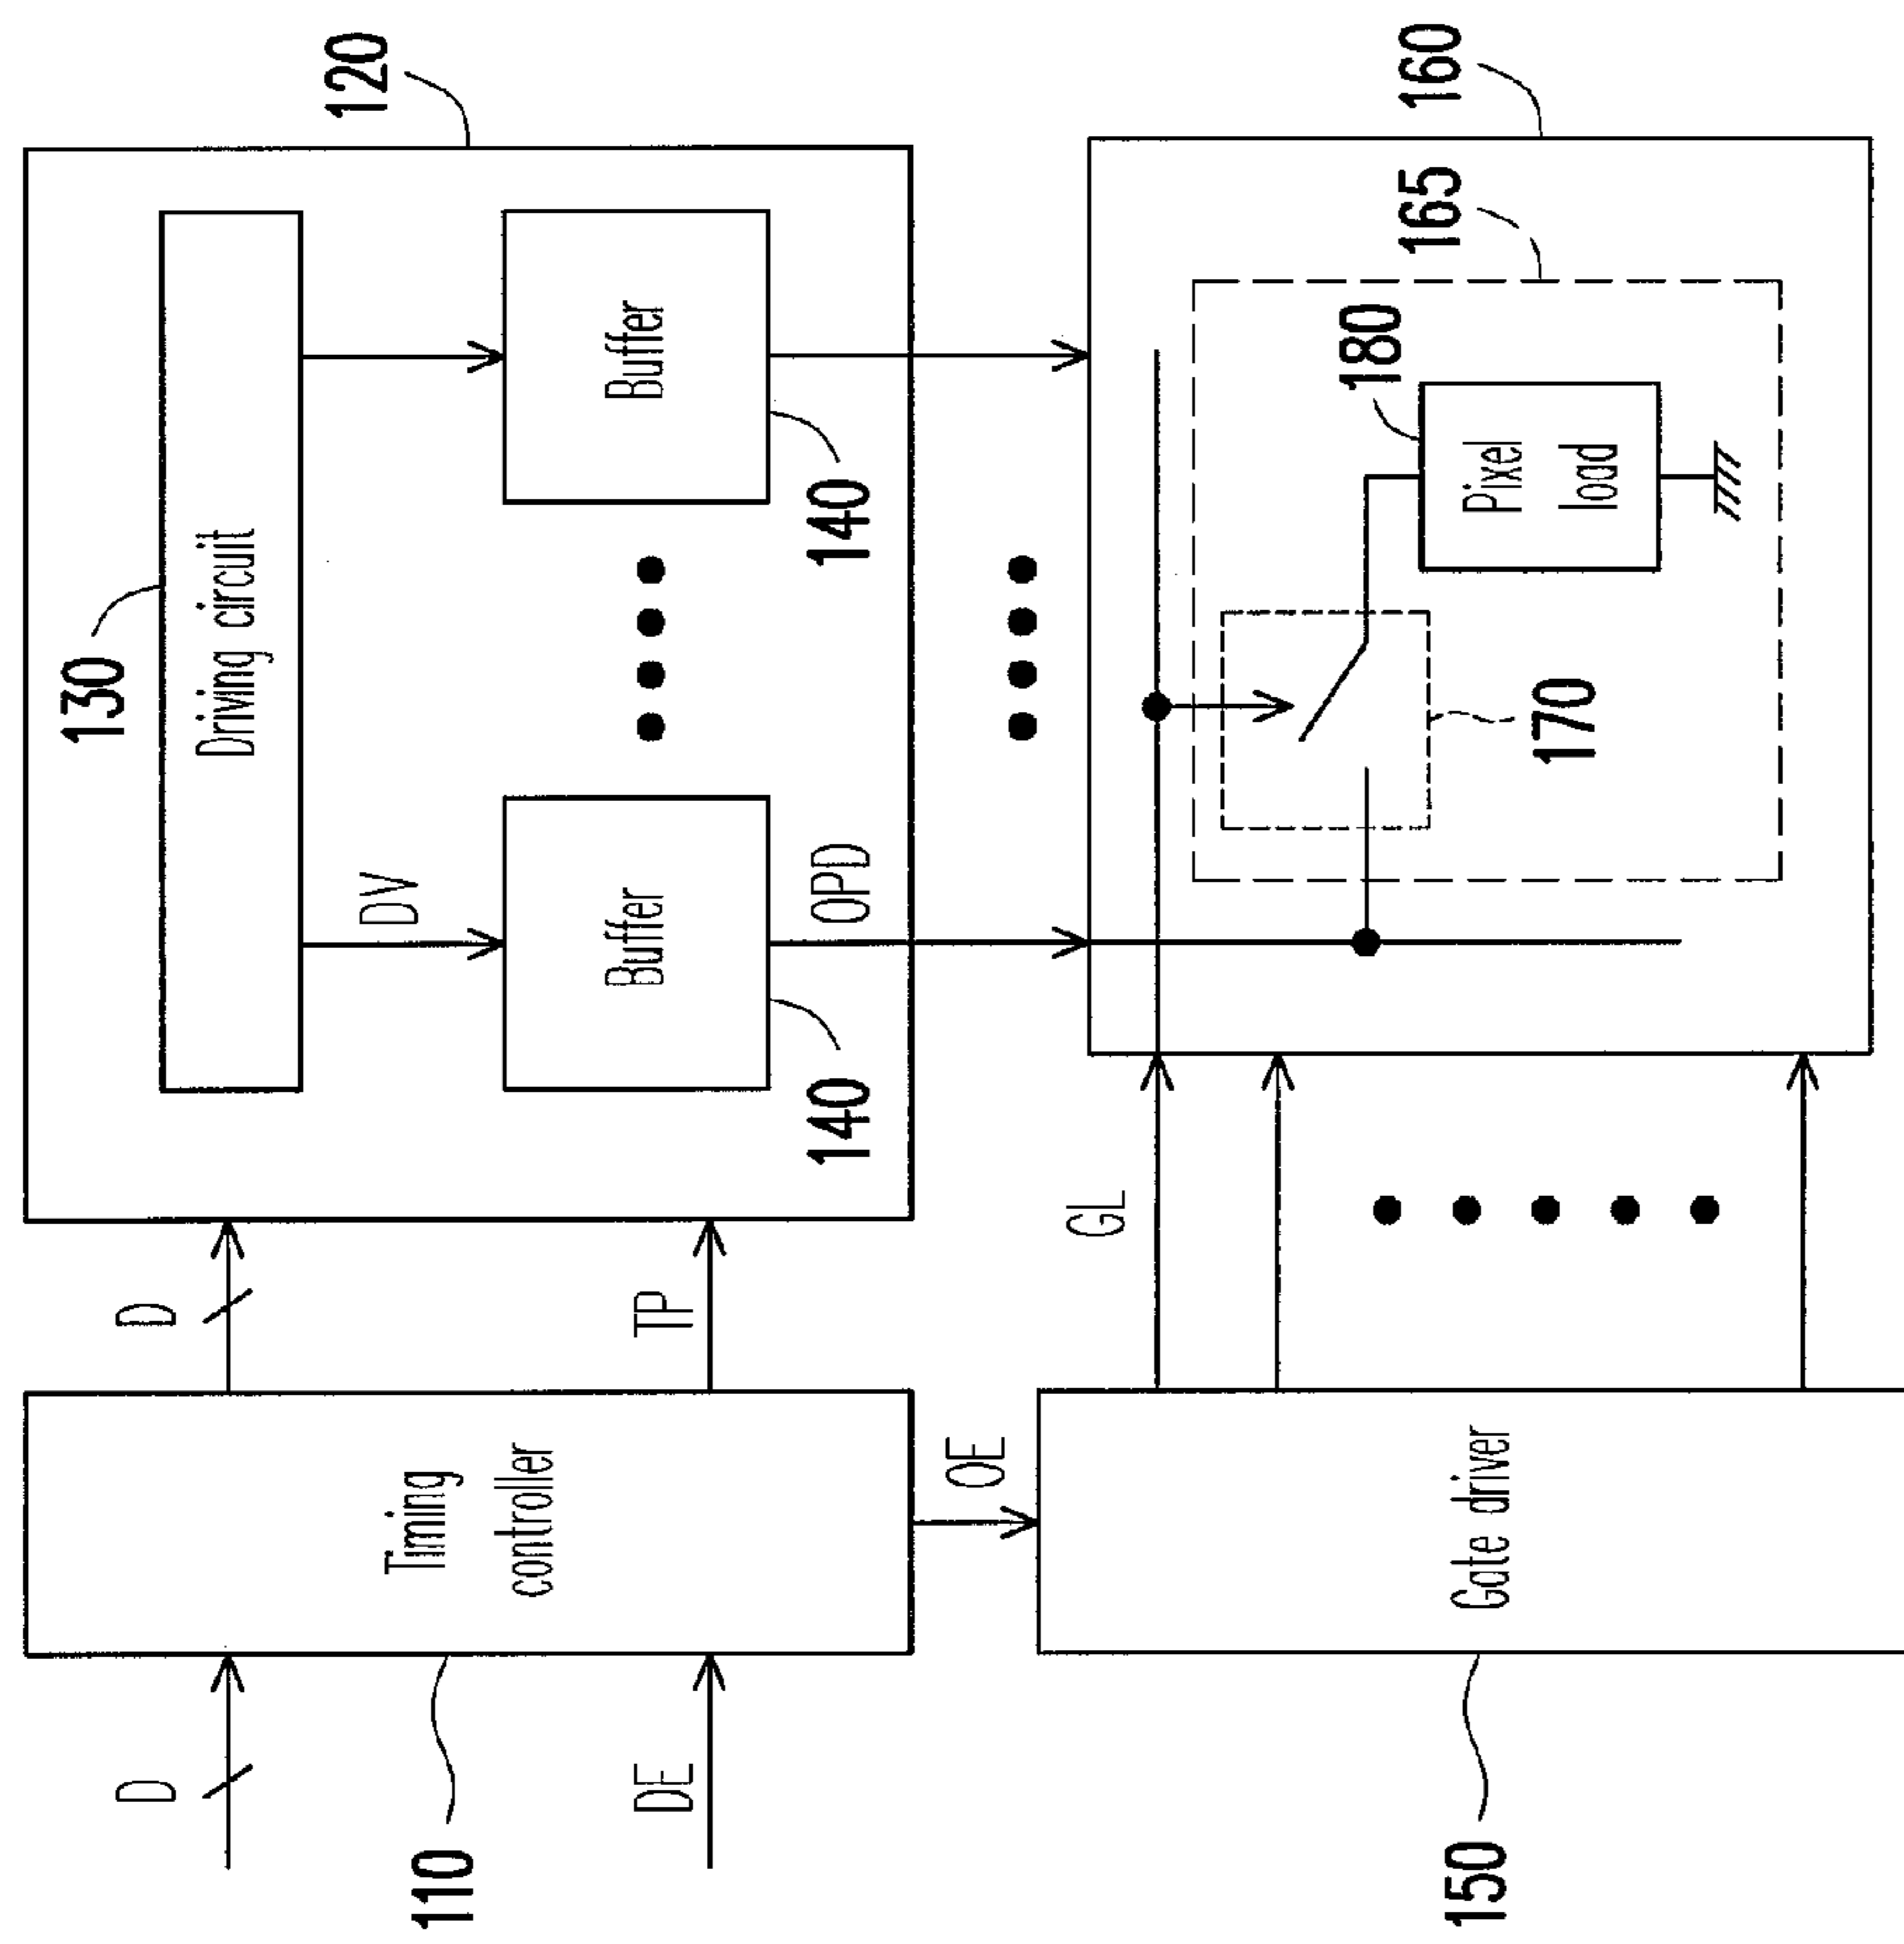 120
130
Driving circuit
D
D
DV
Timing
controller
Buffer
Buffer
110
DE
TP
140
OPD
140
OE
GL
160
165
180
Pixel
load
170
150
Gate driver